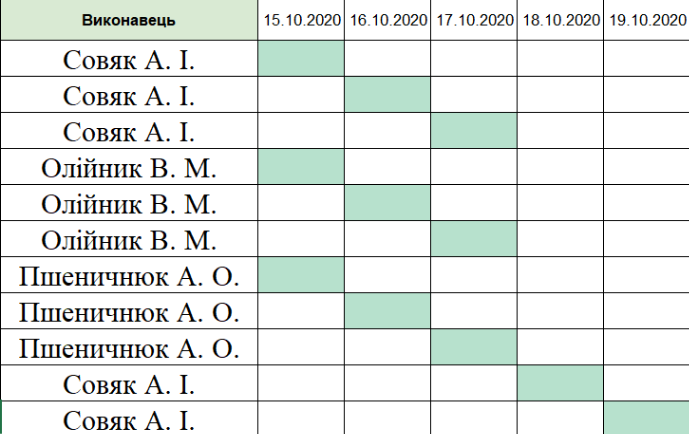 Виконавець 15.10.2020 16.10.2020 17.10.2020 18.10.2020 19.10.2020
Совяк А. І.
Совяк А. І.
Совяк А. І.
Олійник В. М.
Олійник В. М.
Олійник В. М.
Пшеничнюк А. О.
Пшеничнюк А. О.
Пшеничнюк А. О.
Совяк А. І.
Совяк А. І.